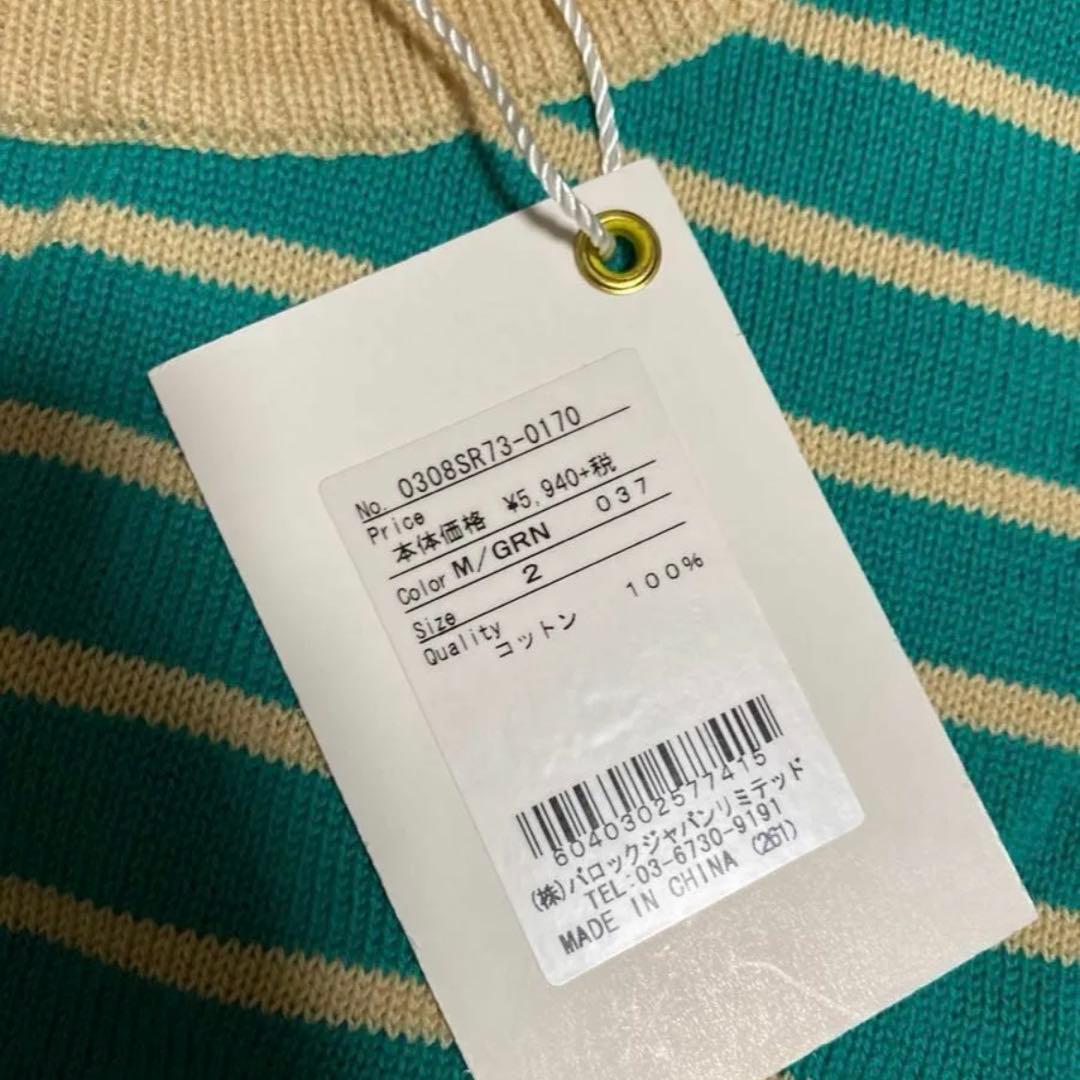 No. 0308SR73-0170
Price
本体価格 ¥5,940+税
Color M/GRN 037
Size 2
Quality
コットン 100%
6040302577415
(株)バロックジャパンリミテッド
TEL:03-6730-9191
MADE IN CHINA (261)